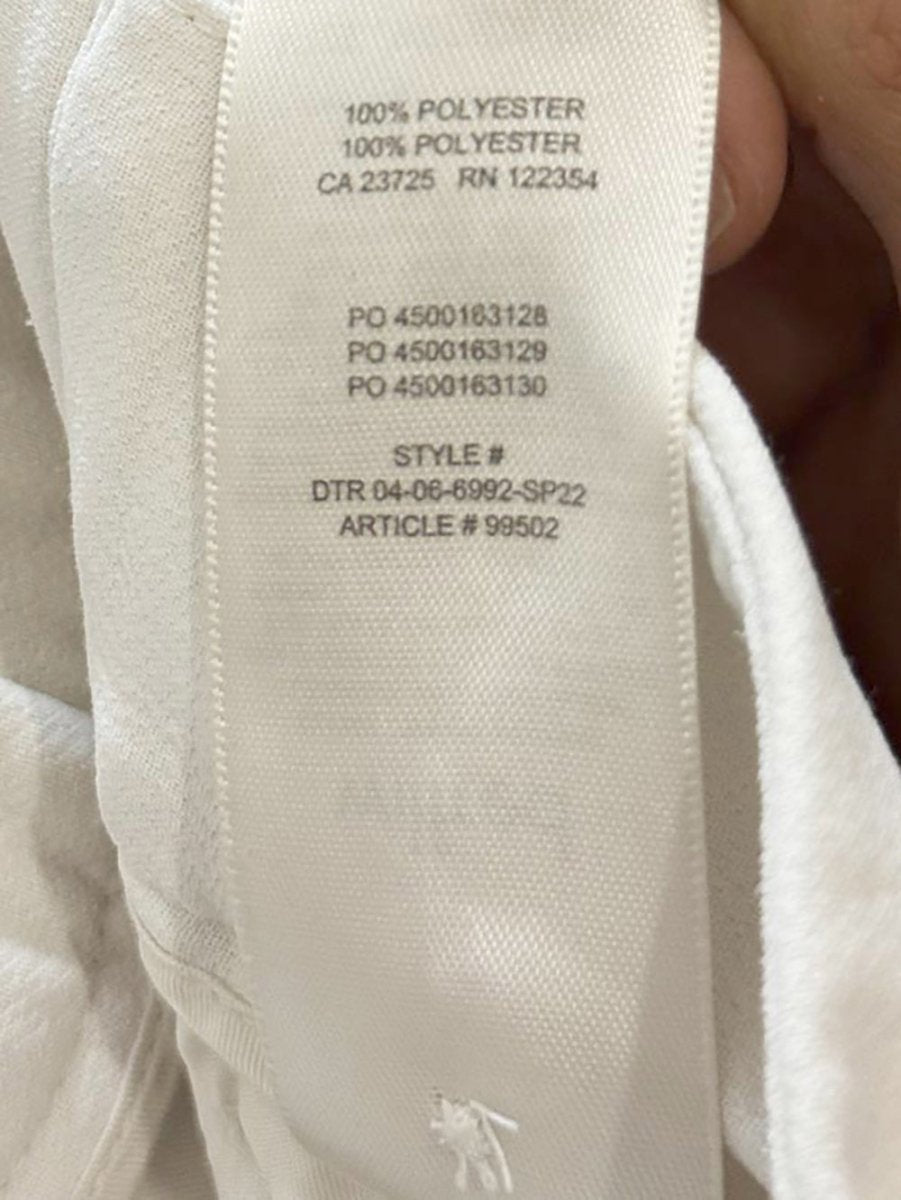 100% POLYESTER
100% POLYESTER
CA 23725 RN 122354
PO 4500163128
PO 4500163129
PO 4500163130
STYLE #
DTR 04-06-6992-SP22
ARTICLE # 99502